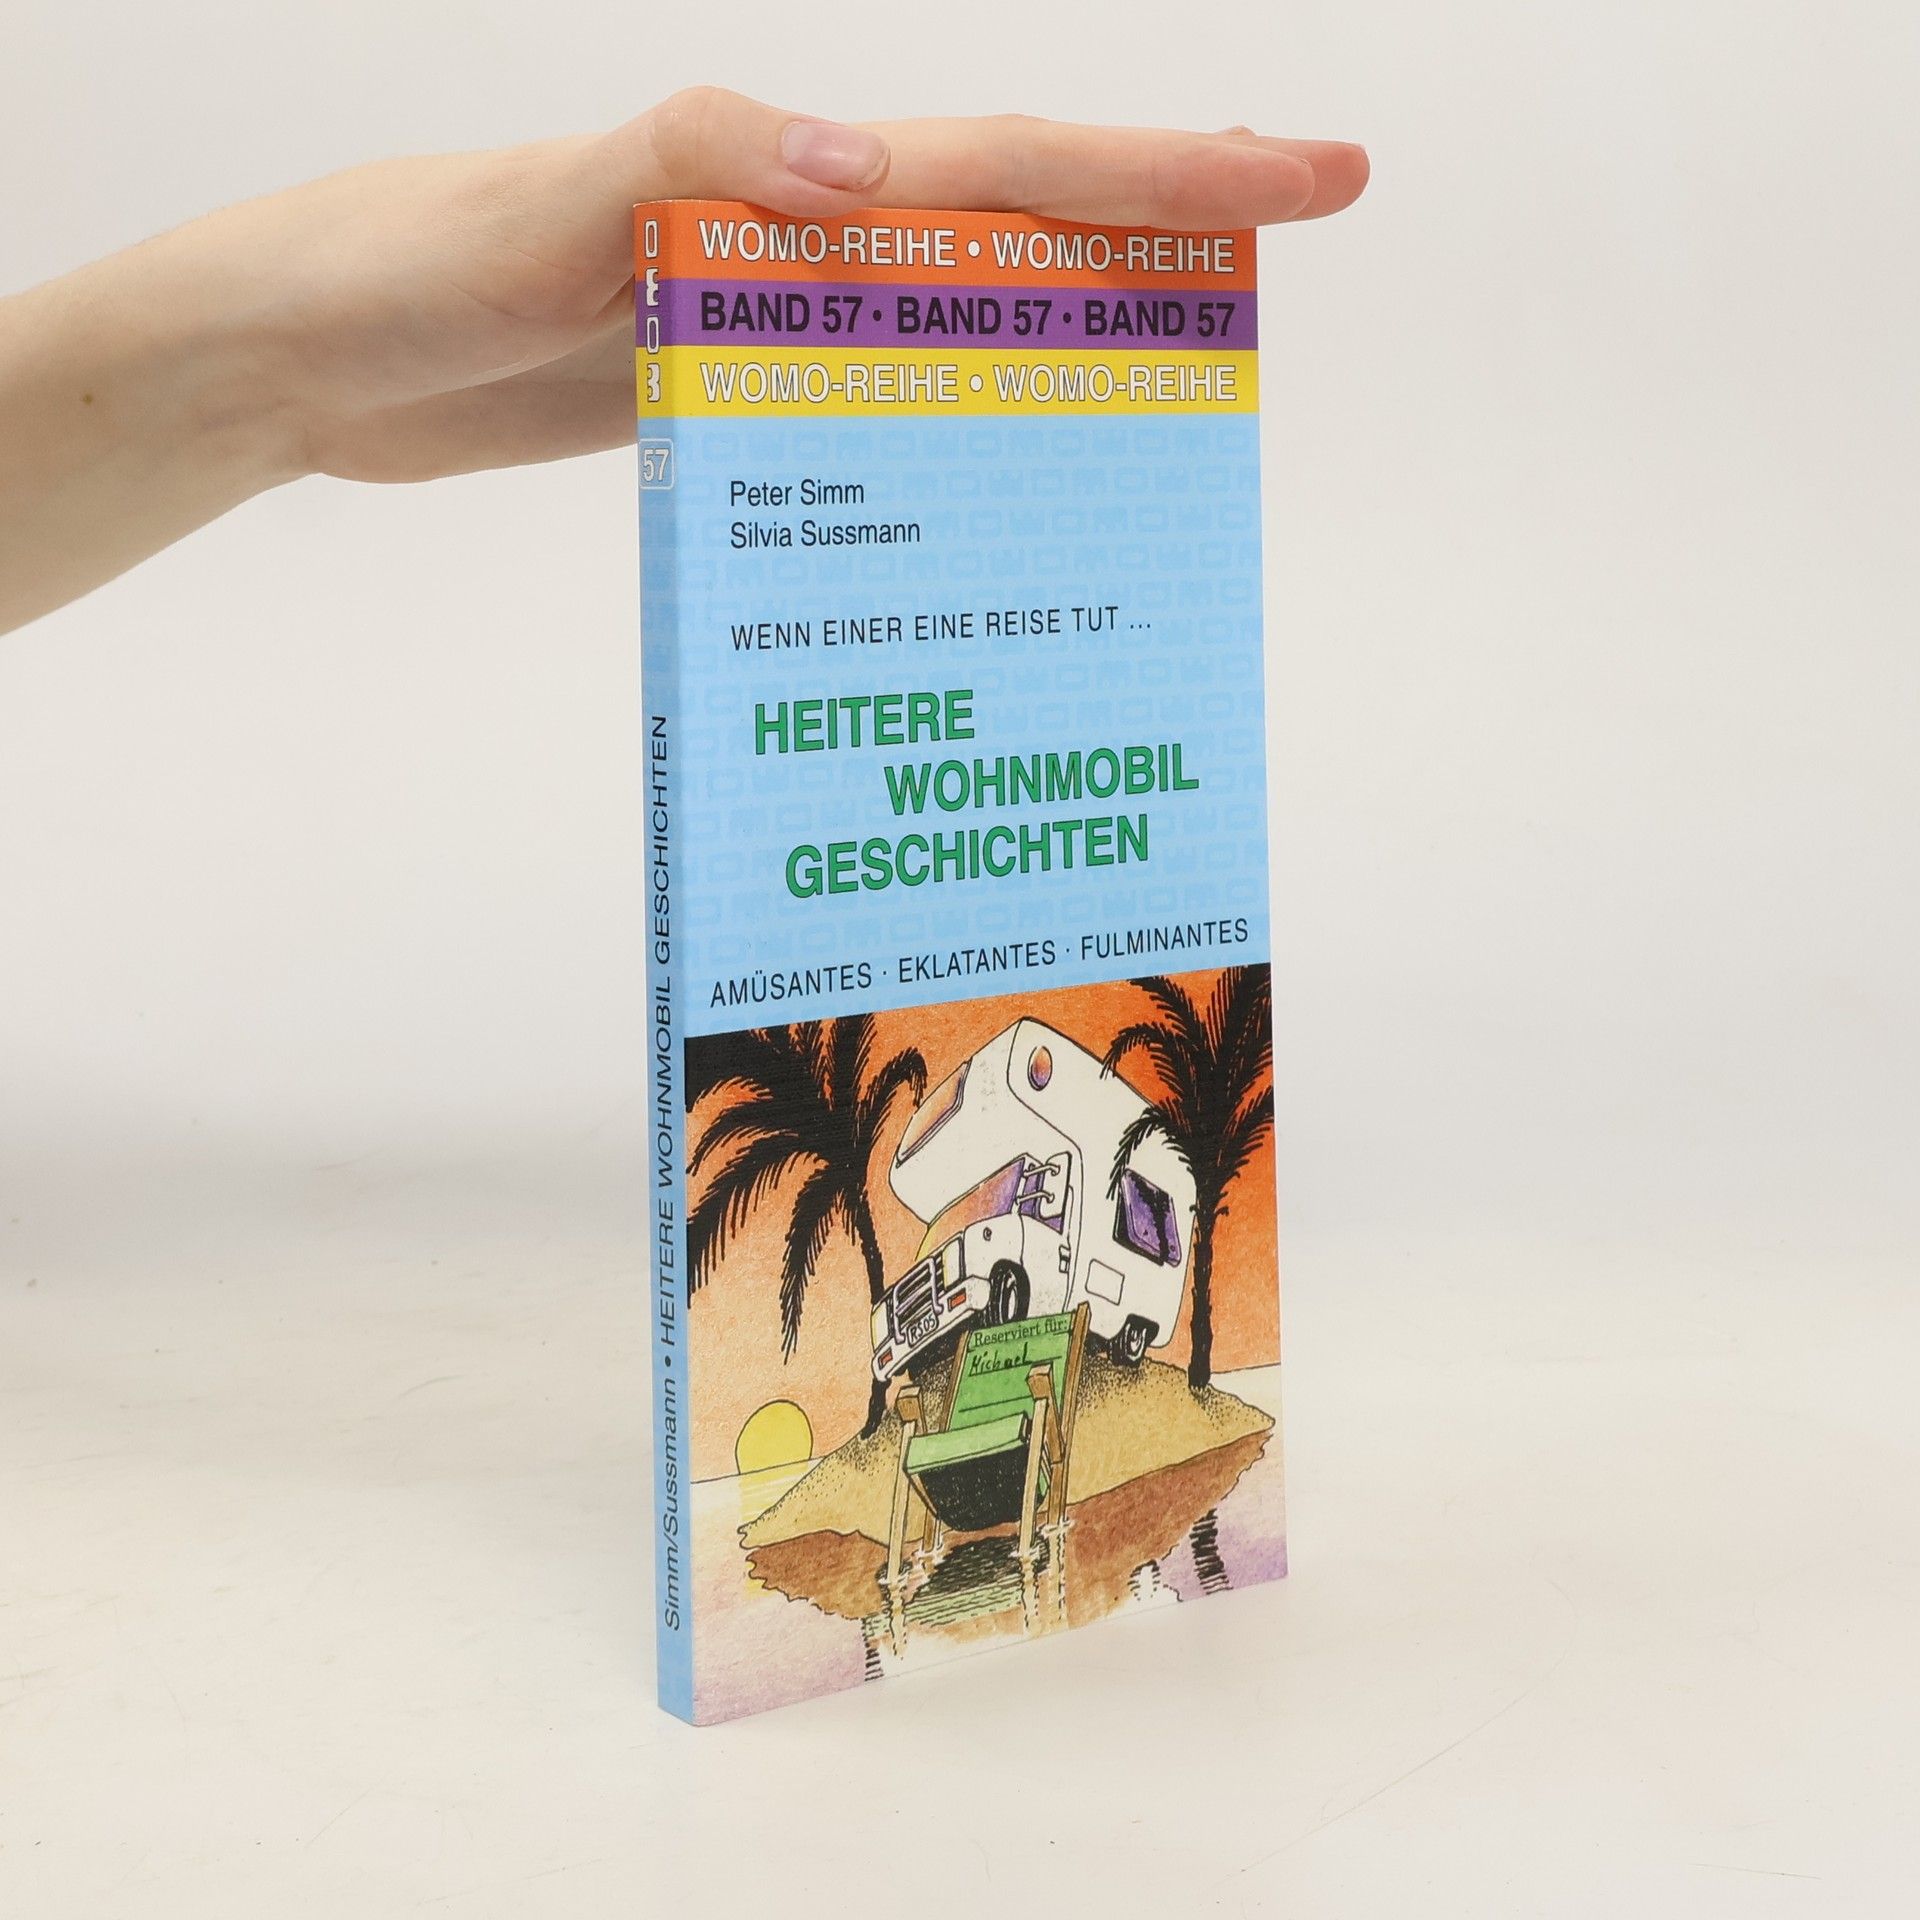 WOMO-REIHE • WOMO-REIHE
BAND 57 • BAND 57 • BAND 57
WOMO-REIHE • WOMO-REIHE
Peter Simm
Silvia Sussmann
WENN EINER EINE REISE TUT ...
HEITERE
WOHNMOBIL
GESCHICHTEN
AMÜSANTES · EKLATANTES · FULMINANTES
RS05
Reserviert für:
Michael
WOMO
57
Simm/Sussmann • HEITERE WOHNMOBIL GESCHICHTEN